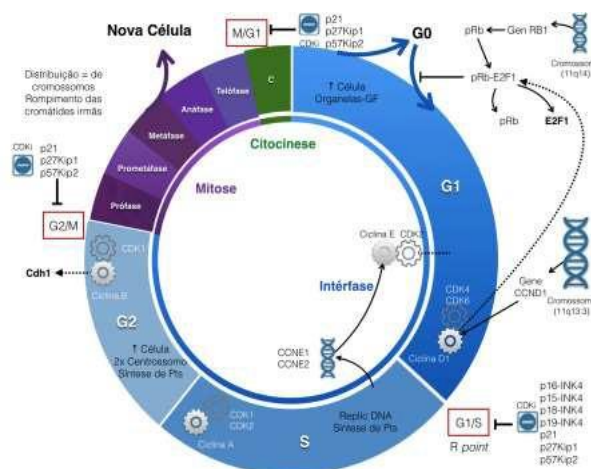 Nova Célula
M/G1
p21
p27Kip1
CDKi p57Kip2
G0
pRb
Gen RB1
Cromossom
(11q14)
pRb-E2F1
pRb
E2F1
Distribuição = de
cromossomos
Rompimento das
cromátides irmãs
C
Telófase
Anáfase
Metáfase
Prometáfase
Prófase
↑ Célula
Organelas-GF
Citocinese
Mitose
CDKi
p21
p27Kip1
p57Kip2
G2/M
G1
Ciclina E
Intérfase
CDK1
Cdh1
Ciclina B
G2
↑ Célula
2x Centrossomo
Síntese de Pts
CDK4
CDK6
Ciclina D1
Gene
CCND1
Cromossom
(11q13:3)
CCNE1
CCNE2
CDK1
CDK2
Ciclina A
S
Replic DNA
Síntese de Pts
G1/S
R point
CDKi
p16-INK4
p15-INK4
p18-INK4
p19-INK4
p21
p27Kip1
p57Kip2